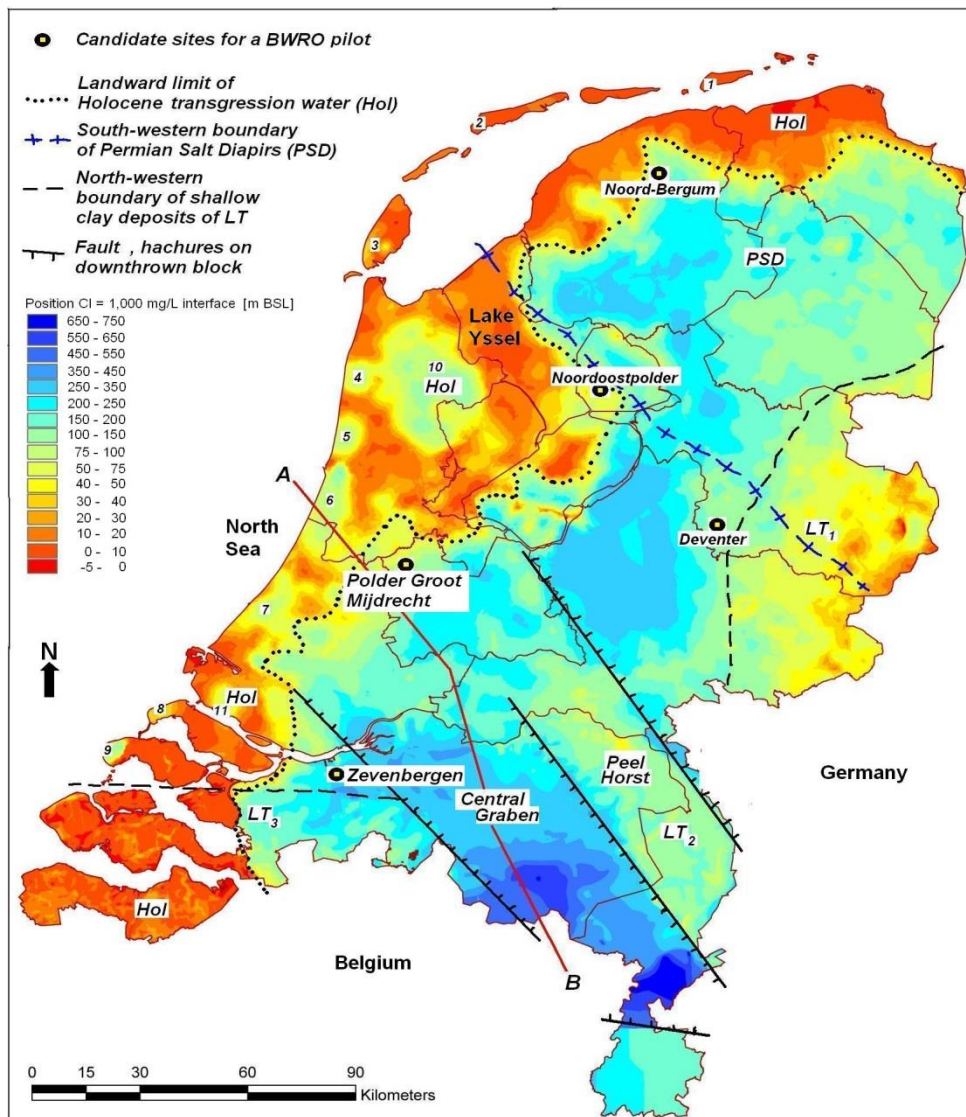 Candidate sites for a BWRO pilot
Landward limit of
Holocene transgression water (Hol)
South-western boundary
of Permian Salt Diapirs (PSD)
North-western
boundary of shallow
clay deposits of LT
Fault , hachures on
downthrown block
Position Cl = 1,000 mg/L interface [m BSL]
650 - 750
550 - 650
450 - 550
350 - 450
250 - 350
200 - 250
150 - 200
100 - 150
75 - 100
50 - 75
40 - 50
30 - 40
20 - 30
10 - 20
0 - 10
-5 - 0
1
2
Hol
Noord-Bergum
3
PSD
Lake
Yssel
4
10
Hol
Noordoostpolder
5
A
6
North
Sea
Deventer
LT1
Polder Groot
Mijdrecht
7
N
Hol
11
8
9
Zevenbergen
Peel
Horst
Germany
Central
Graben
LT3
LT2
Hol
Belgium
B
0 15 30 60 90
Kilometers